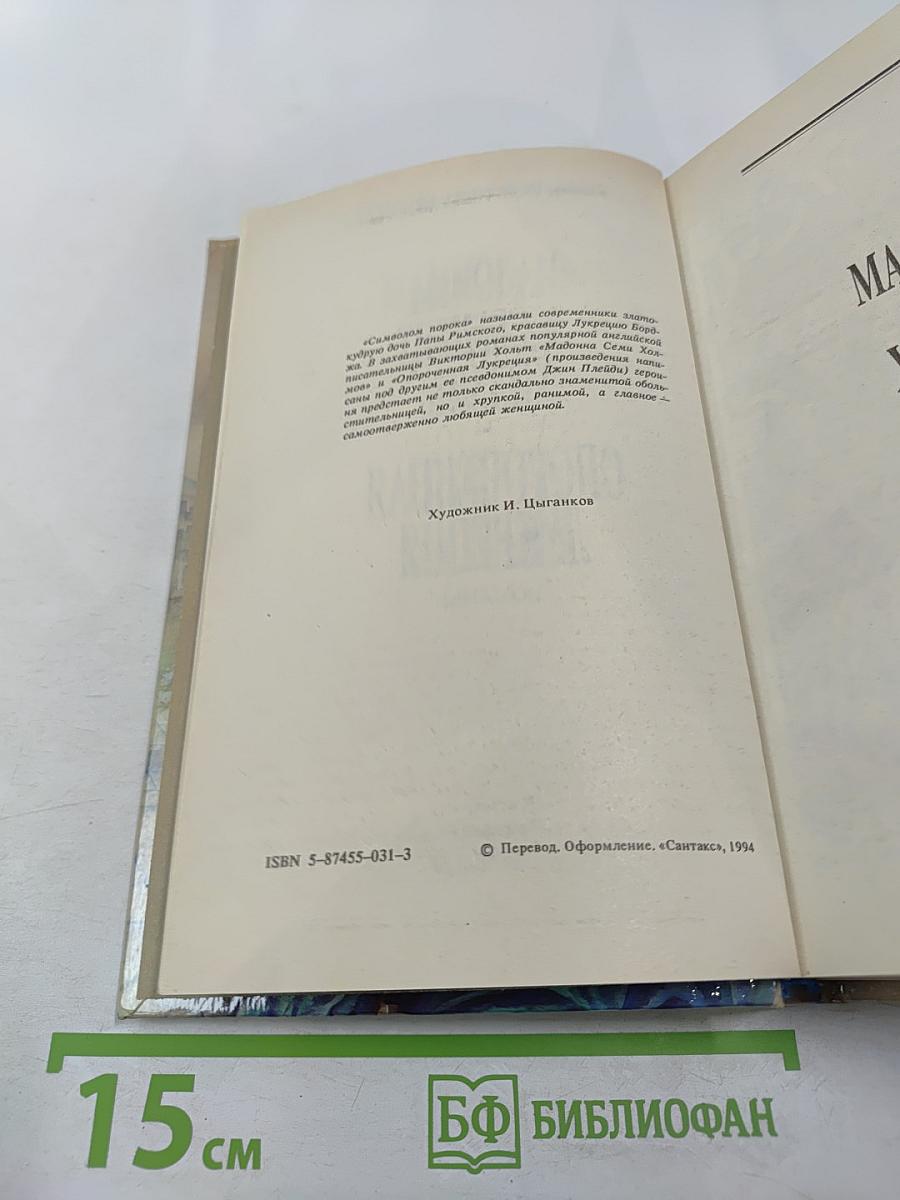 «Символом порока» называли современники злато-
кудрую дочь Папы Римского, красавицу Лукрецию Борд-
жа. В захватывающих романах популярной английской
писательницы Виктории Хольт «Мадонна Семи Хол-
мов» и «Опороченная Лукреция» (произведения напи-
саны под другим ее псевдонимом Джин Плейди) герои-
ня предстает не только скандально знаменитой оболь-
стительницей, но и хрупкой, ранимой, а главное —
самоотверженно любящей женщиной.
Художник И. Цыганков
ISBN 5–87455–031–3
© Перевод. Оформление. «Сантакс», 1994
МА
15 см
БФ БИБЛИОФАН